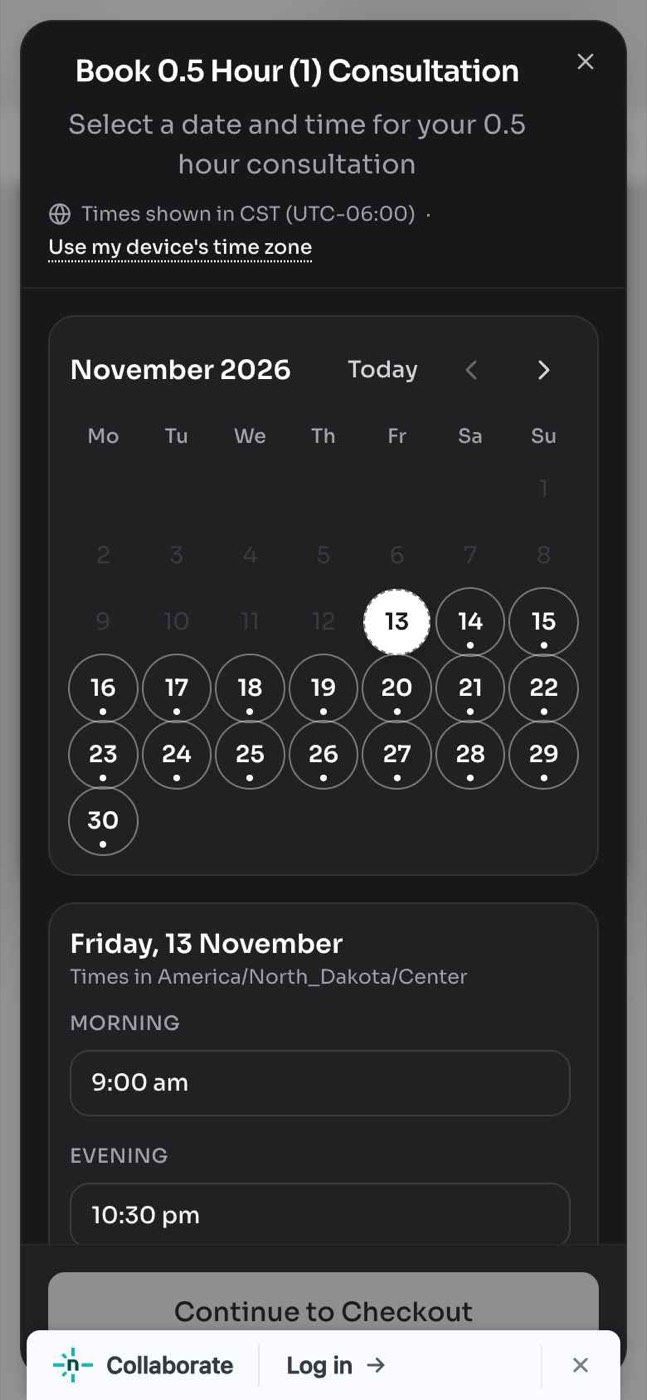 Book 0.5 Hour (1) Consultation
Select a date and time for your 0.5
hour consultation
Times shown in CST (UTC-06:00) ·
Use my device's time zone
November 2026 Today
Mo Tu We Th Fr Sa Su
1
2 3 4 5 6 7 8
9 10 11 12 13 14 15
16 17 18 19 20 21 22
23 24 25 26 27 28 29
30
Friday, 13 November
Times in America/North_Dakota/Center
MORNING
9:00 am
EVENING
10:30 pm
Continue to Checkout
n Collaborate Log in →